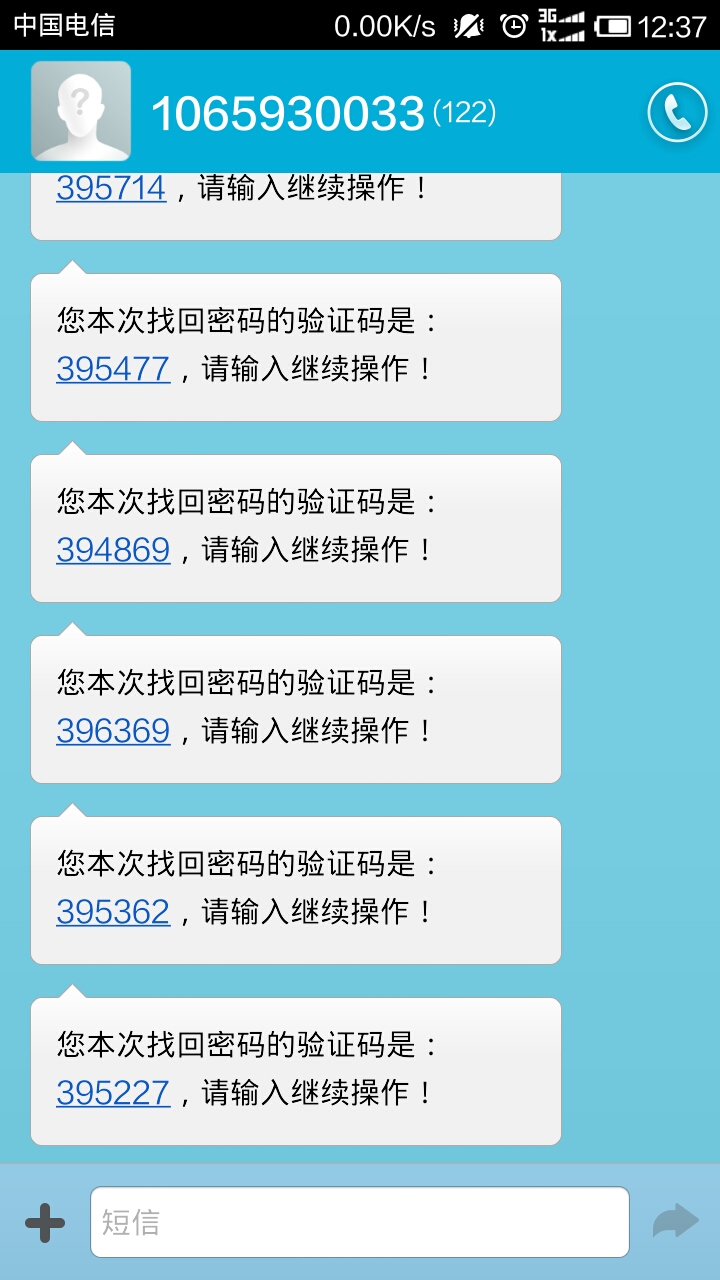 中国电信 0.00K/s 3G 1x 12:37
? 1065930033 (122)
395714，请输入继续操作！
您本次找回密码的验证码是：
395477，请输入继续操作！
您本次找回密码的验证码是：
394869，请输入继续操作！
您本次找回密码的验证码是：
396369，请输入继续操作！
您本次找回密码的验证码是：
395362，请输入继续操作！
您本次找回密码的验证码是：
395227，请输入继续操作！
短信